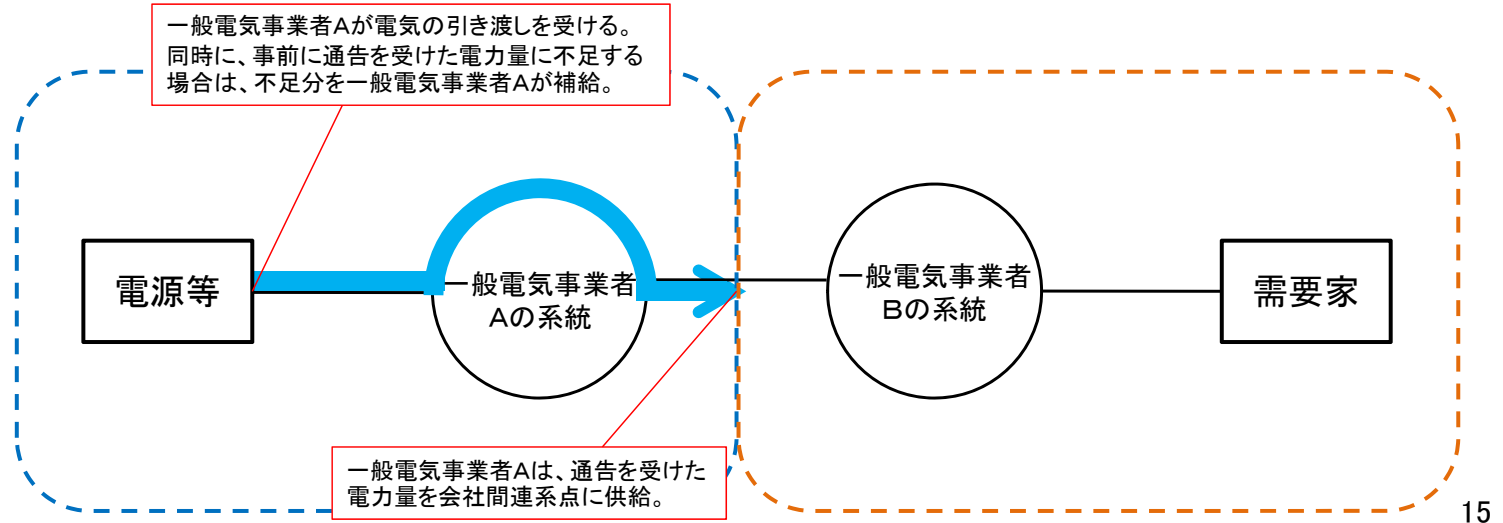 一般電気事業者Ａが電気の引き渡しを受ける。
同時に、事前に通告を受けた電力量に不足する
場合は、不足分を一般電気事業者Ａが補給。
電源等
一般電気事業者
Ａの系統
一般電気事業者
Ｂの系統
需要家
一般電気事業者Ａは、通告を受けた
電力量を会社間連系点に供給。
15